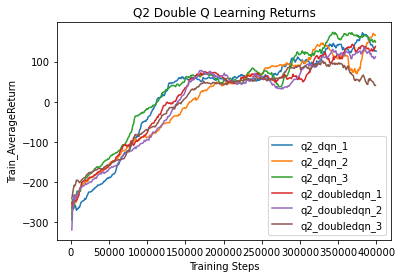 Q2 Double Q Learning Returns
Train_AverageReturn
100
0
−100
−200
−300
q2_dqn_1
q2_dqn_2
q2_dqn_3
q2_doubledqn_1
q2_doubledqn_2
q2_doubledqn_3
0 50000 100000 150000 200000 250000 300000 350000 400000
Training Steps